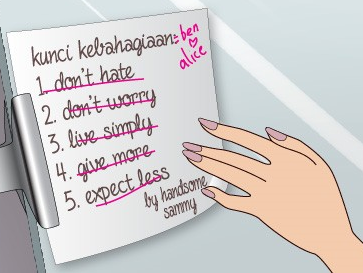 kunci kebahagiaan = ben
alice
1. don't hate
2. don't worry
3. live simply
4. give more
5. expect less
by handsome
sammy